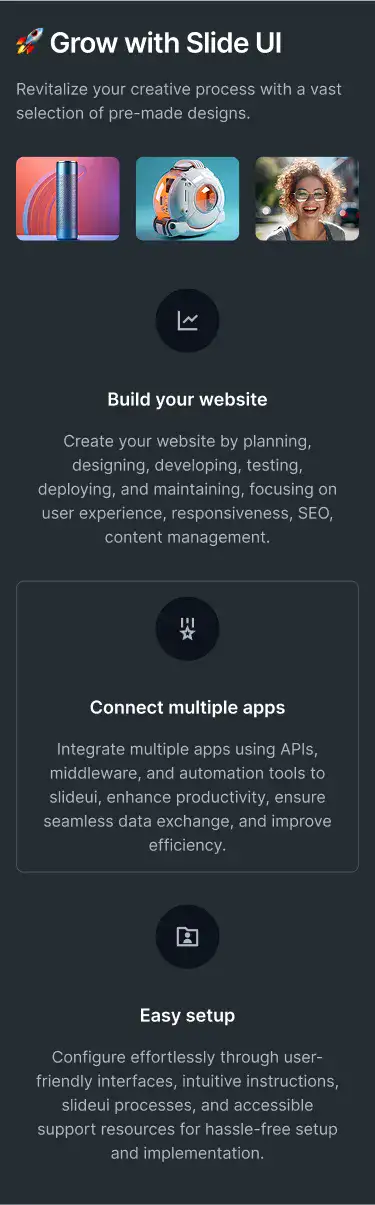 🚀 Grow with Slide UI
Revitalize your creative process with a vast
selection of pre-made designs.
Build your website
Create your website by planning,
designing, developing, testing,
deploying, and maintaining, focusing on
user experience, responsiveness, SEO,
content management.
Connect multiple apps
Integrate multiple apps using APIs,
middleware, and automation tools to
slideui, enhance productivity, ensure
seamless data exchange, and improve
efficiency.
Easy setup
Configure effortlessly through user-
friendly interfaces, intuitive instructions,
slideui processes, and accessible
support resources for hassle-free setup
and implementation.